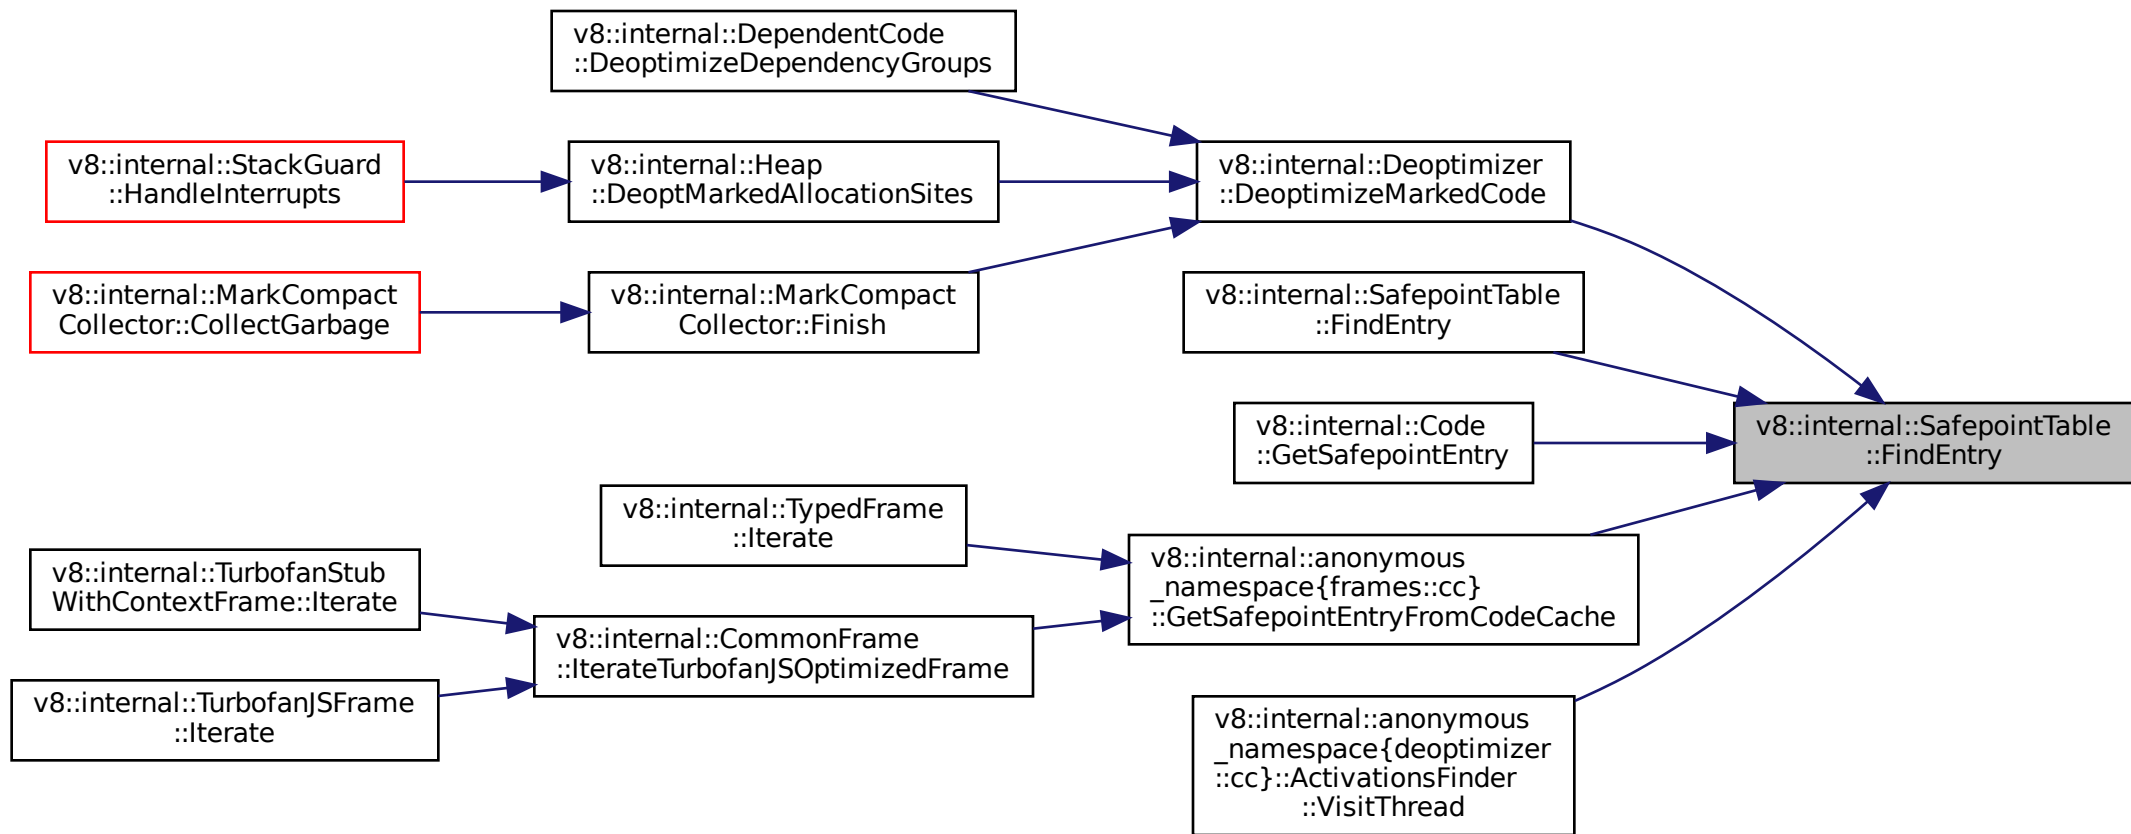 v8::internal::DependentCode
::DeoptimizeDependencyGroups
v8::internal::StackGuard
::HandleInterrupts
v8::internal::Heap
::DeoptMarkedAllocationSites
v8::internal::Deoptimizer
::DeoptimizeMarkedCode
v8::internal::MarkCompact
Collector::CollectGarbage
v8::internal::MarkCompact
Collector::Finish
v8::internal::SafepointTable
::FindEntry
v8::internal::Code
::GetSafepointEntry
v8::internal::SafepointTable
::FindEntry
v8::internal::TypedFrame
::Iterate
v8::internal::anonymous
_namespace{frames::cc}
::GetSafepointEntryFromCodeCache
v8::internal::TurbofanStub
WithContextFrame::Iterate
v8::internal::CommonFrame
::IterateTurbofanJSOptimizedFrame
v8::internal::TurbofanJSFrame
::Iterate
v8::internal::anonymous
_namespace{deoptimizer
::cc}::ActivationsFinder
::VisitThread